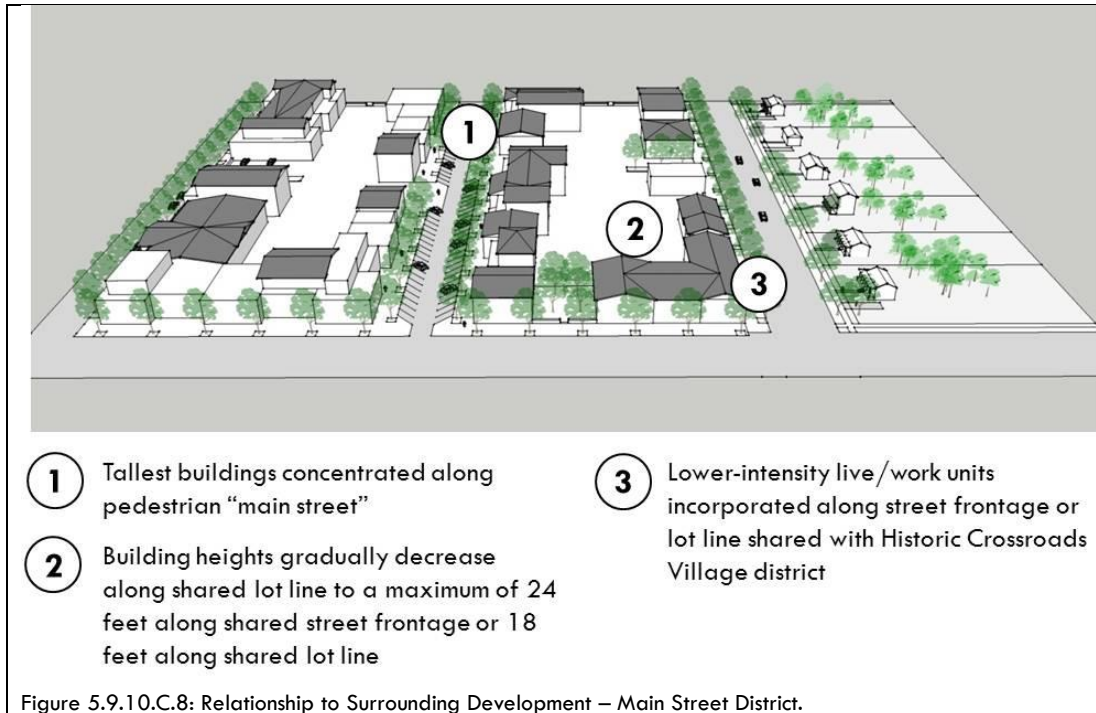 1
2
3
1
Tallest buildings concentrated along
pedestrian “main street”
2
Building heights gradually decrease
along shared lot line to a maximum of 24
feet along shared street frontage or 18
feet along shared lot line
3
Lower-intensity live/work units
incorporated along street frontage or
lot line shared with Historic Crossroads
Village district
Figure 5.9.10.C.8: Relationship to Surrounding Development – Main Street District.